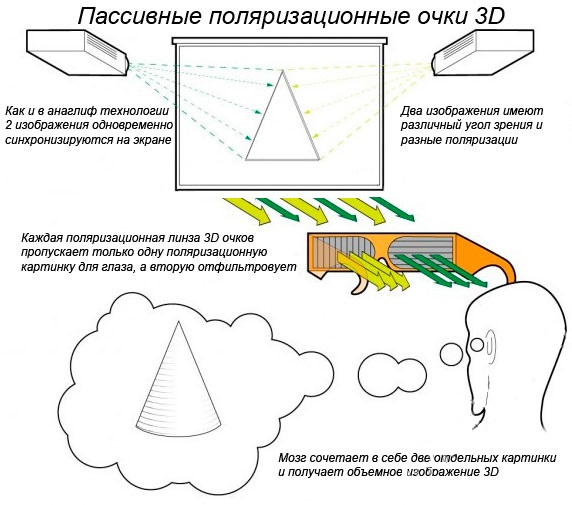 Пассивные поляризационные очки 3D
Как и в анаглиф технологии
2 изображения одновременно
синхронизируются на экране
Два изображения имеют
различный угол зрения и
разные поляризации
Каждая поляризационная линза 3D очков
пропускает только одну поляризационную
картинку для глаза, а вторую отфильтровует
Мозг сочетает в себе две отдельных картинки
и получает объемное изображение 3D